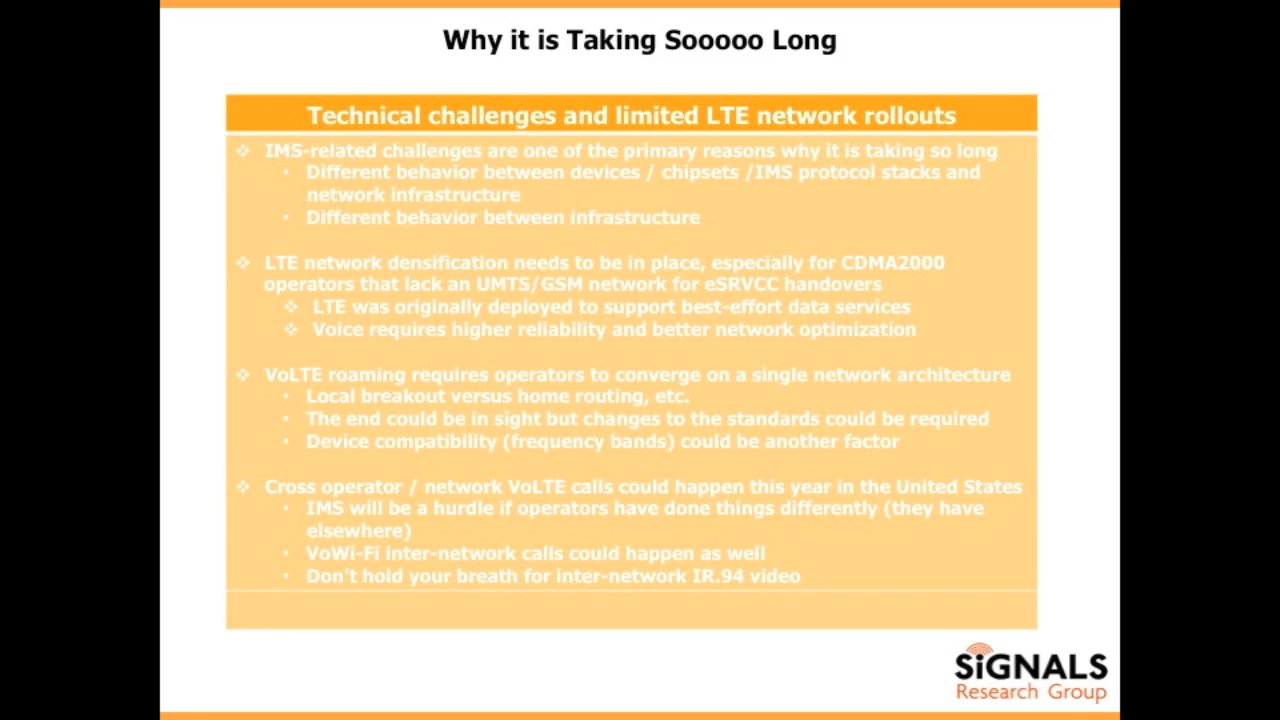 Why it is Taking Sooooo Long
Technical challenges and limited LTE network rollouts
❖ IMS-related challenges are one of the primary reasons why it is taking so long
• Different behavior between devices / chipsets /IMS protocol stacks and
network infrastructure
• Different behavior between infrastructure
❖ LTE network densification needs to be in place, especially for CDMA2000
operators that lack an UMTS/GSM network for eSRVCC handovers
❖ LTE was originally deployed to support best-effort data services
❖ Voice requires higher reliability and better network optimization
❖ VoLTE roaming requires operators to converge on a single network architecture
• Local breakout versus home routing, etc.
• The end could be in sight but changes to the standards could be required
• Device compatibility (frequency bands) could be another factor
❖ Cross operator / network VoLTE calls could happen this year in the United States
• IMS will be a hurdle if operators have done things differently (they have
elsewhere)
• VoWi-Fi inter-network calls could happen as well
• Don't hold your breath for inter-network IR.94 video
SiGNALS
Research Group